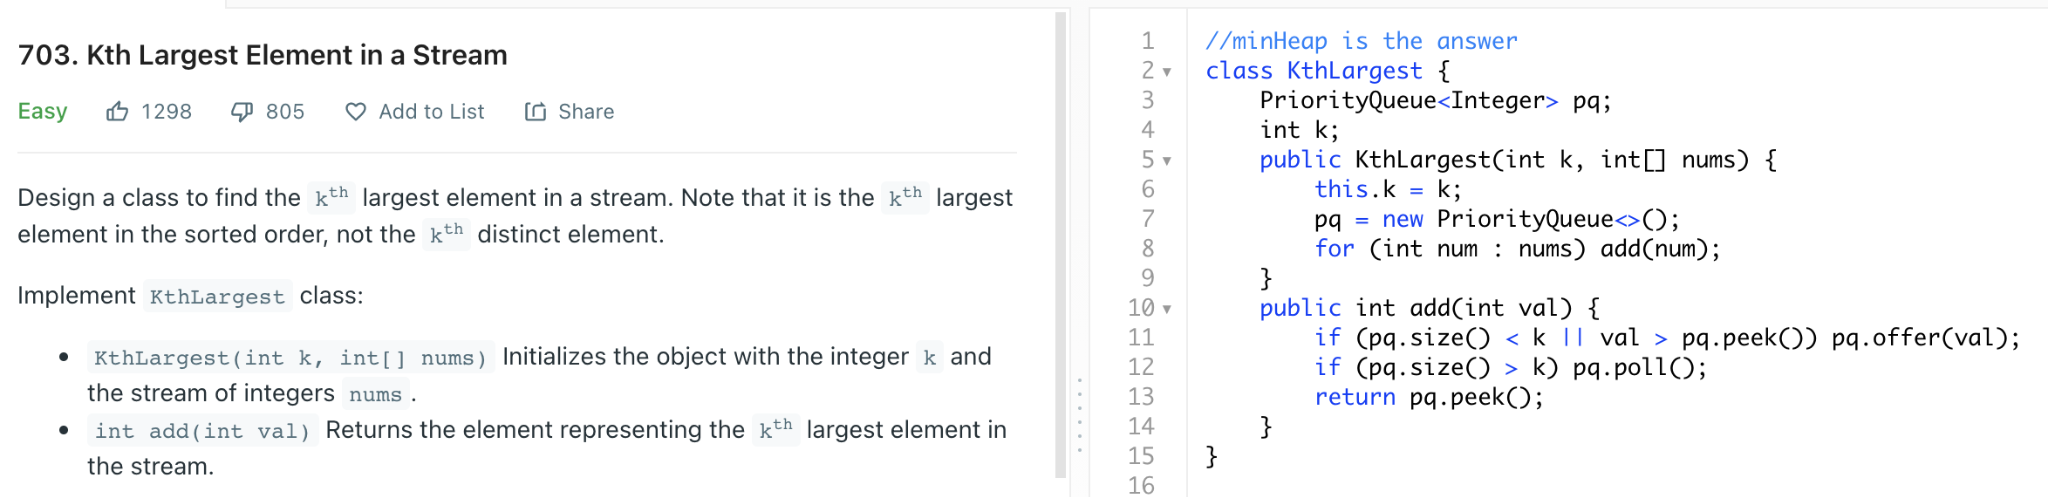 703. Kth Largest Element in a Stream
Easy 1298 805 Add to List Share
Design a class to find the kth largest element in a stream. Note that it is the kth largest
element in the sorted order, not the kth distinct element.
Implement KthLargest class:
• KthLargest(int k, int[] nums) Initializes the object with the integer k and
the stream of integers nums .
• int add(int val) Returns the element representing the kth largest element in
the stream.
1 //minHeap is the answer
2 class KthLargest {
3 PriorityQueue<Integer> pq;
4 int k;
5 public KthLargest(int k, int[] nums) {
6 this.k = k;
7 pq = new PriorityQueue<>();
8 for (int num : nums) add(num);
9 }
10 public int add(int val) {
11 if (pq.size() < k || val > pq.peek()) pq.offer(val);
12 if (pq.size() > k) pq.poll();
13 return pq.peek();
14 }
15 }
16